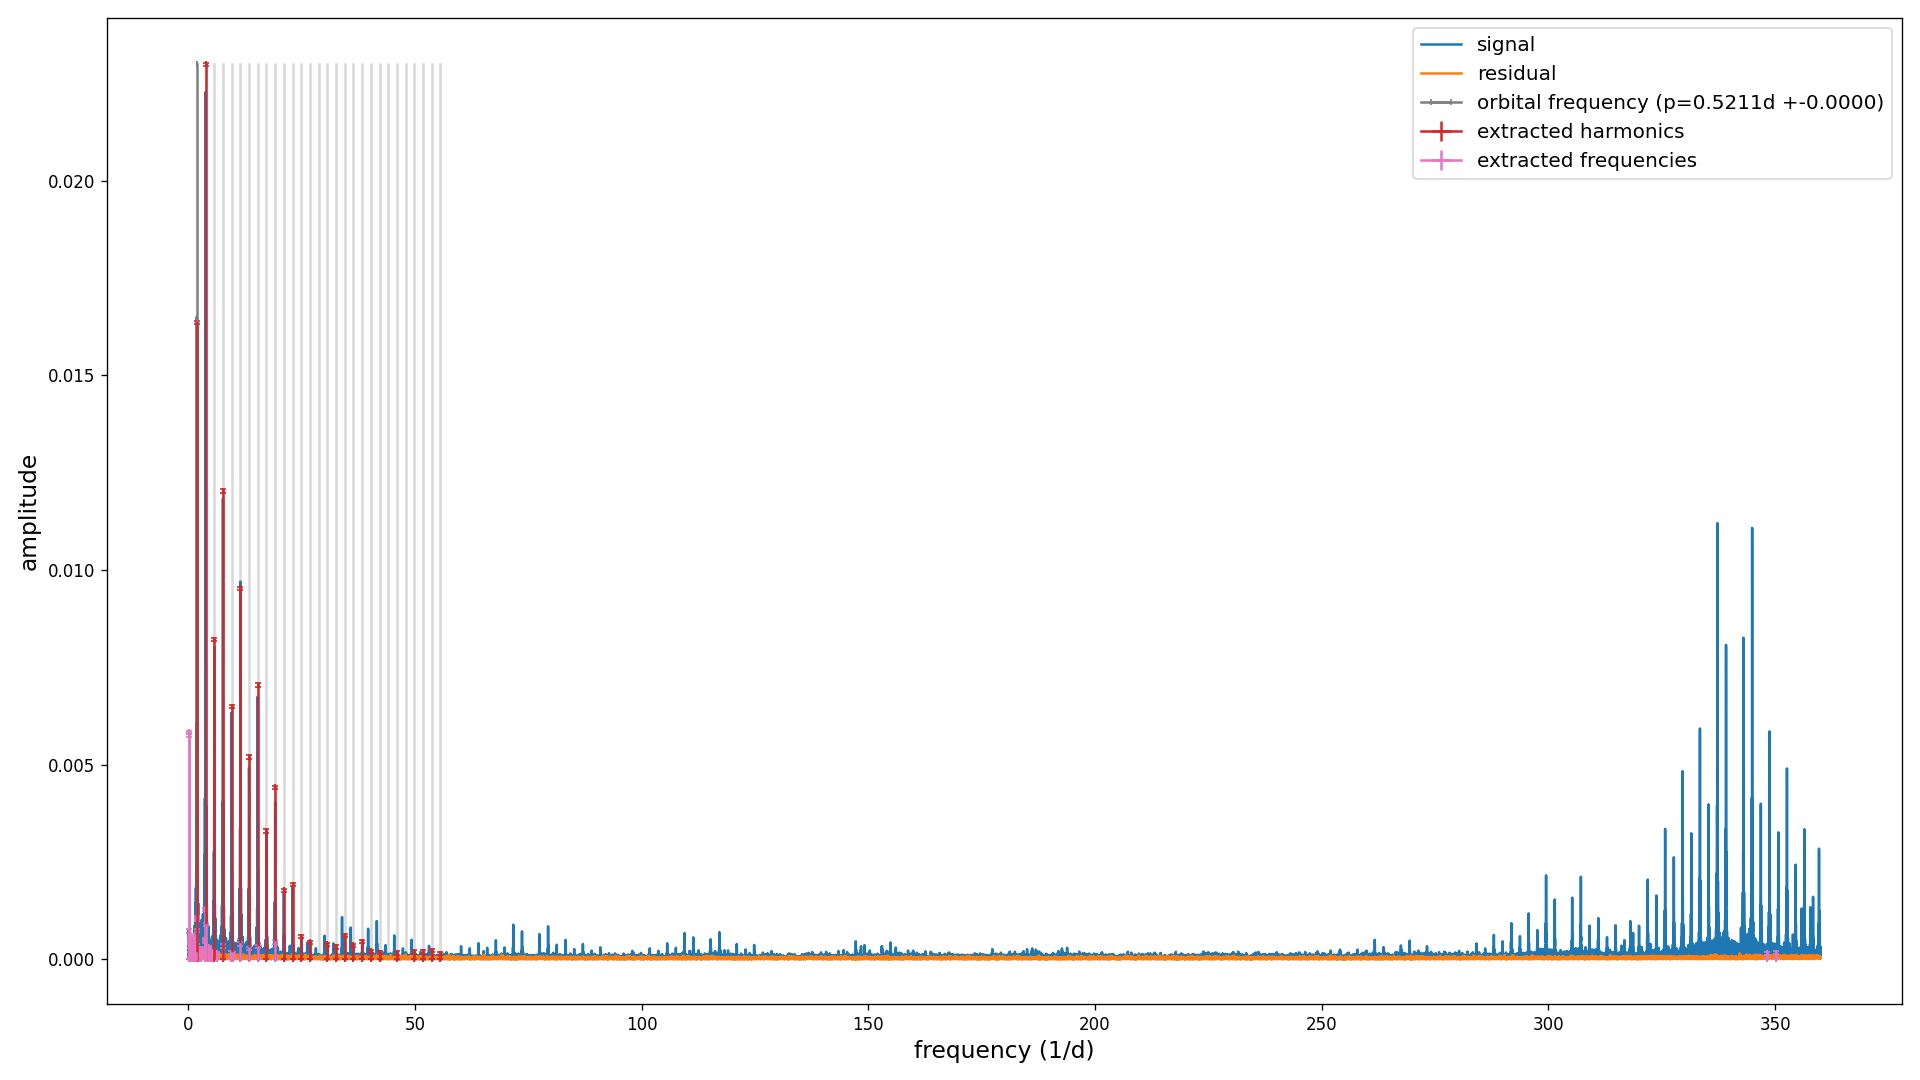 signal
residual
orbital frequency (p=0.5211d +-0.0000)
extracted harmonics
extracted frequencies
amplitude
0.020
0.015
0.010
0.005
0.000
0 50 100 150 200 250 300 350
frequency (1/d)